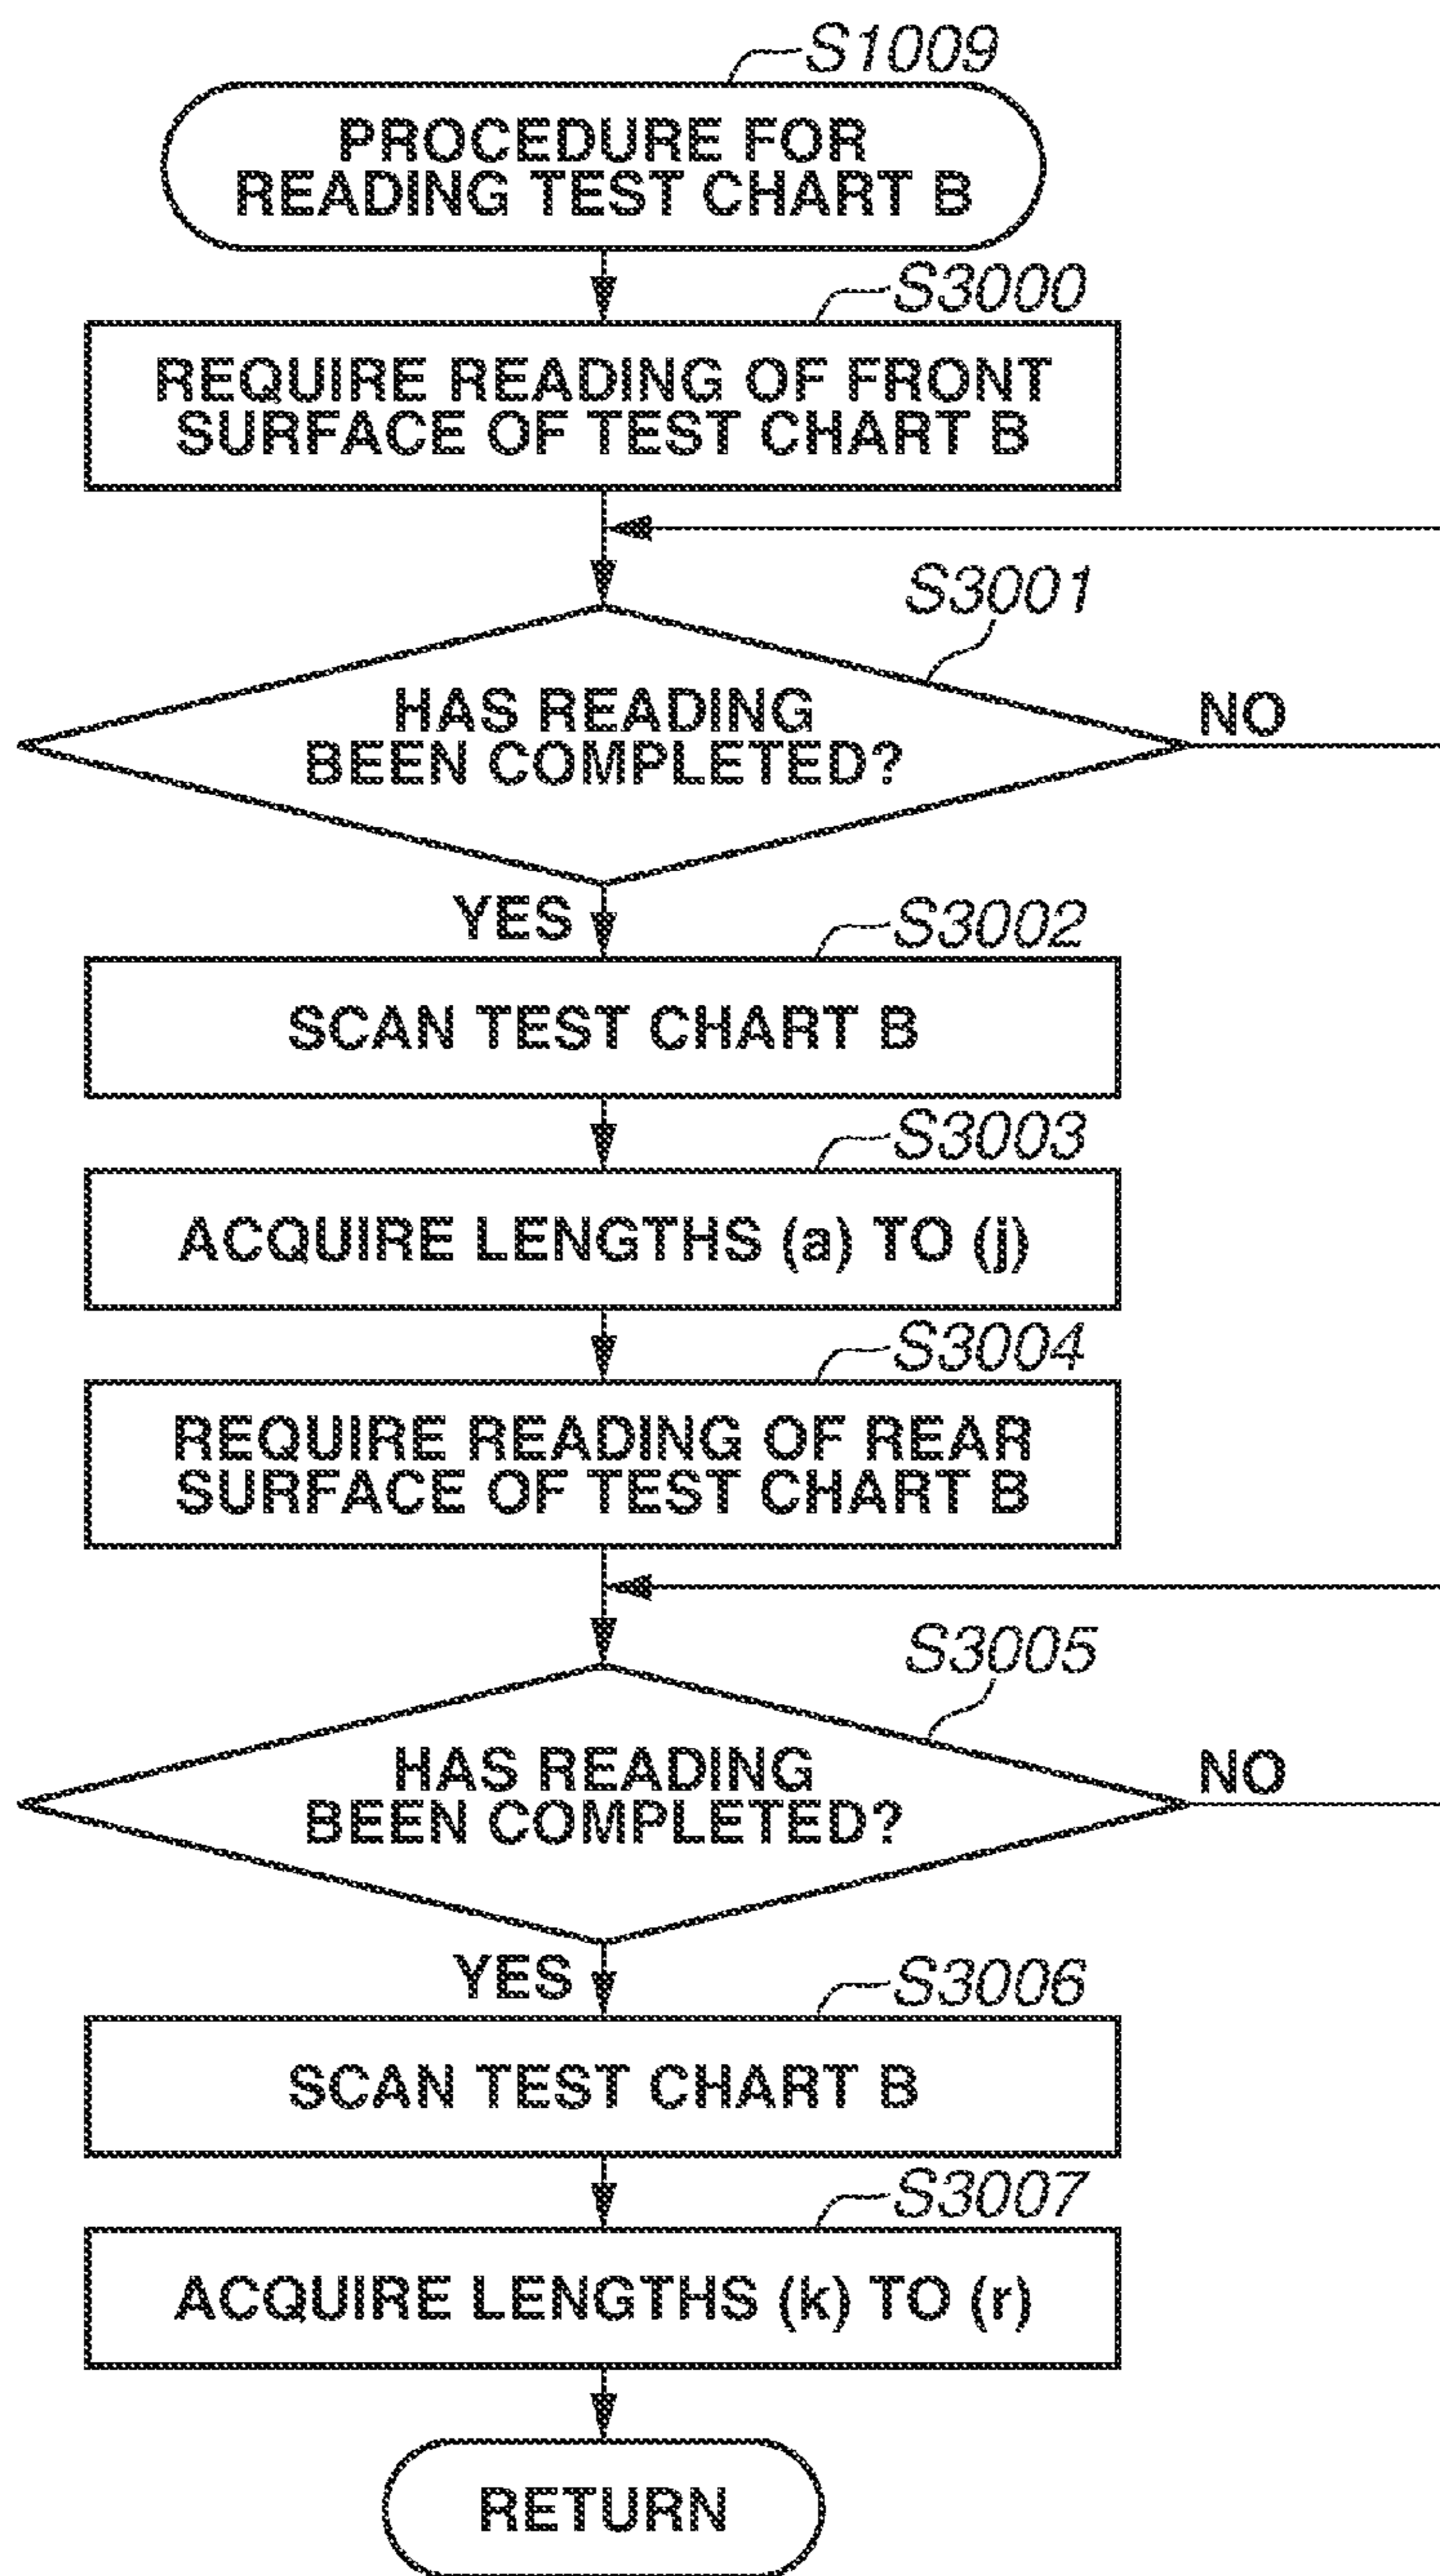 S1009
PROCEDURE FOR
READING TEST CHART B
S3000
REQUIRE READING OF FRONT
SURFACE OF TEST CHART B
S3001
HAS READING
BEEN COMPLETED?
NO
YES
S3002
SCAN TEST CHART B
S3003
ACQUIRE LENGTHS (a) TO (j)
S3004
REQUIRE READING OF REAR
SURFACE OF TEST CHART B
S3005
HAS READING
BEEN COMPLETED?
NO
YES
S3006
SCAN TEST CHART B
S3007
ACQUIRE LENGTHS (k) TO (r)
RETURN